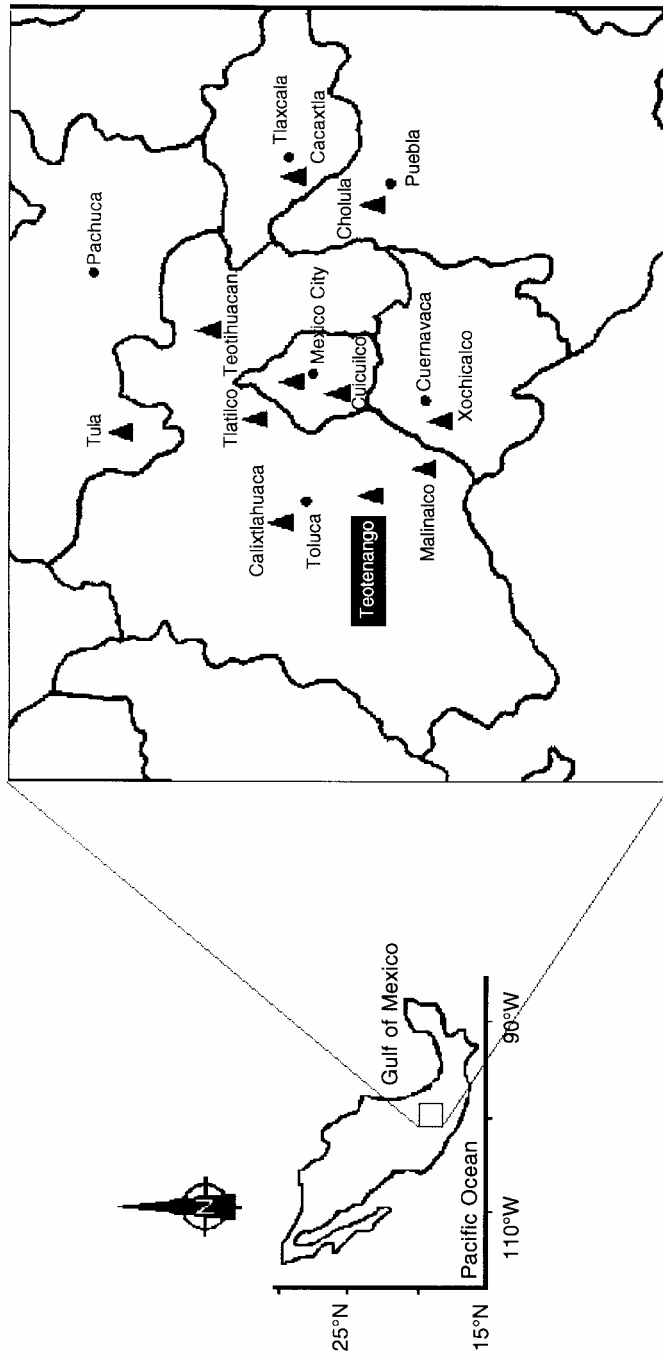 N
25°N
15°N
110°W
90°W
Pacific Ocean
Gulf of Mexico
Tula
Pachuca
Calixtlahuaca
Toluca
Tlatilco
Teotihuacan
Mexico City
Cuicuilco
Tlaxcala
Cacaxtla
Cholula
Puebla
Teotenango
Malinalco
Cuernavaca
Xochicalco